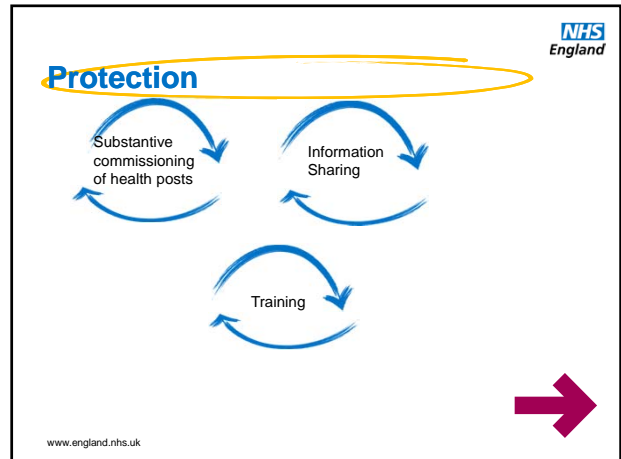 NHS
England
Protection
Substantive
commissioning
of health posts
Information
Sharing
Training
www.england.nhs.uk